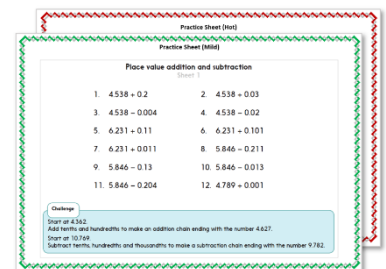 Practice Sheet (Hot)
Practice Sheet (Mild)
Place value addition and subtraction
Sheet 1
1. 4.538 + 0.2 2. 4.538 + 0.03
3. 4.538 – 0.004 4. 4.538 – 0.02
5. 6.231 + 0.11 6. 6.231 + 0.101
7. 6.231 + 0.011 8. 5.846 – 0.211
9. 5.846 – 0.13 10. 5.846 – 0.013
11. 5.846 – 0.204 12. 4.789 + 0.001
Challenge
Start at 4.362.
Add tenths and hundredths to make an addition chain ending with the number 4.627.
Start at 10.769.
Subtract tenths, hundredths and thousandths to make a subtraction chain ending with the number 9.782.